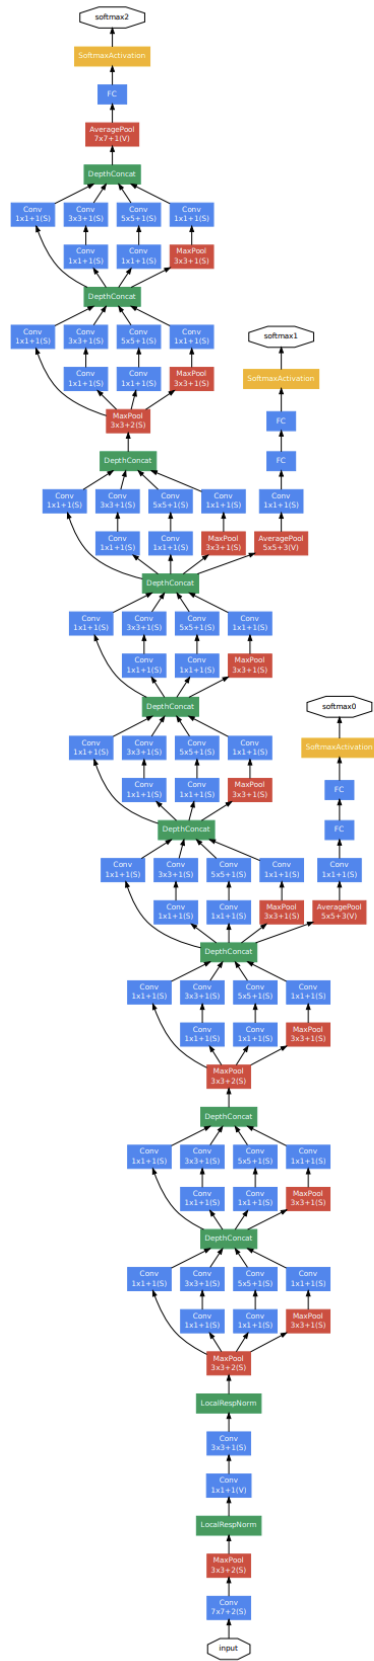 softmax2
SoftmaxActivation
FC
AveragePool
7x7+1(V)
DepthConcat
Conv Conv Conv Conv
1x1+1(S) 3x3+1(S) 5x5+1(S) 1x1+1(S)
Conv Conv MaxPool
1x1+1(S) 1x1+1(S) 3x3+1(S)
DepthConcat
Conv Conv Conv Conv
1x1+1(S) 3x3+1(S) 5x5+1(S) 1x1+1(S)
softmax1
Conv Conv MaxPool
1x1+1(S) 1x1+1(S) 3x3+1(S)
SoftmaxActivation
MaxPool
3x3+2(S)
FC
DepthConcat
FC
Conv Conv Conv Conv Conv
1x1+1(S) 3x3+1(S) 5x5+1(S) 1x1+1(S) 1x1+1(S)
Conv Conv MaxPool AveragePool
1x1+1(S) 1x1+1(S) 3x3+1(S) 5x5+3(V)
DepthConcat
Conv Conv Conv Conv
1x1+1(S) 3x3+1(S) 5x5+1(S) 1x1+1(S)
Conv Conv MaxPool
1x1+1(S) 1x1+1(S) 3x3+1(S)
DepthConcat
softmax0
Conv Conv Conv Conv
1x1+1(S) 3x3+1(S) 5x5+1(S) 1x1+1(S)
SoftmaxActivation
Conv Conv MaxPool
1x1+1(S) 1x1+1(S) 3x3+1(S)
FC
DepthConcat
FC
Conv Conv Conv Conv Conv
1x1+1(S) 3x3+1(S) 5x5+1(S) 1x1+1(S) 1x1+1(S)
Conv Conv MaxPool AveragePool
1x1+1(S) 1x1+1(S) 3x3+1(S) 5x5+3(V)
DepthConcat
Conv Conv Conv Conv
1x1+1(S) 3x3+1(S) 5x5+1(S) 1x1+1(S)
Conv Conv MaxPool
1x1+1(S) 1x1+1(S) 3x3+1(S)
MaxPool
3x3+2(S)
DepthConcat
Conv Conv Conv Conv
1x1+1(S) 3x3+1(S) 5x5+1(S) 1x1+1(S)
Conv Conv MaxPool
1x1+1(S) 1x1+1(S) 3x3+1(S)
DepthConcat
Conv Conv Conv Conv
1x1+1(S) 3x3+1(S) 5x5+1(S) 1x1+1(S)
Conv Conv MaxPool
1x1+1(S) 1x1+1(S) 3x3+1(S)
MaxPool
3x3+2(S)
LocalRespNorm
Conv
3x3+1(S)
Conv
1x1+1(V)
LocalRespNorm
MaxPool
3x3+2(S)
Conv
7x7+2(S)
input